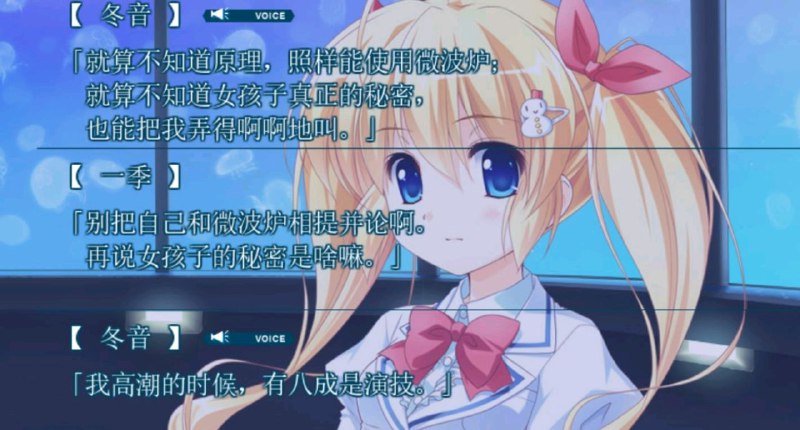 【 冬音 】 VOICE
「就算不知道原理，照样能使用微波炉；
就算不知道女孩子真正的秘密，
也能把我弄得啊啊地叫。」
【 一季 】
「别把自己和微波炉相提并论啊。
再说女孩子的秘密是啥嘛。」
【 冬音 】 VOICE
「我高潮的时候，有八成是演技。」